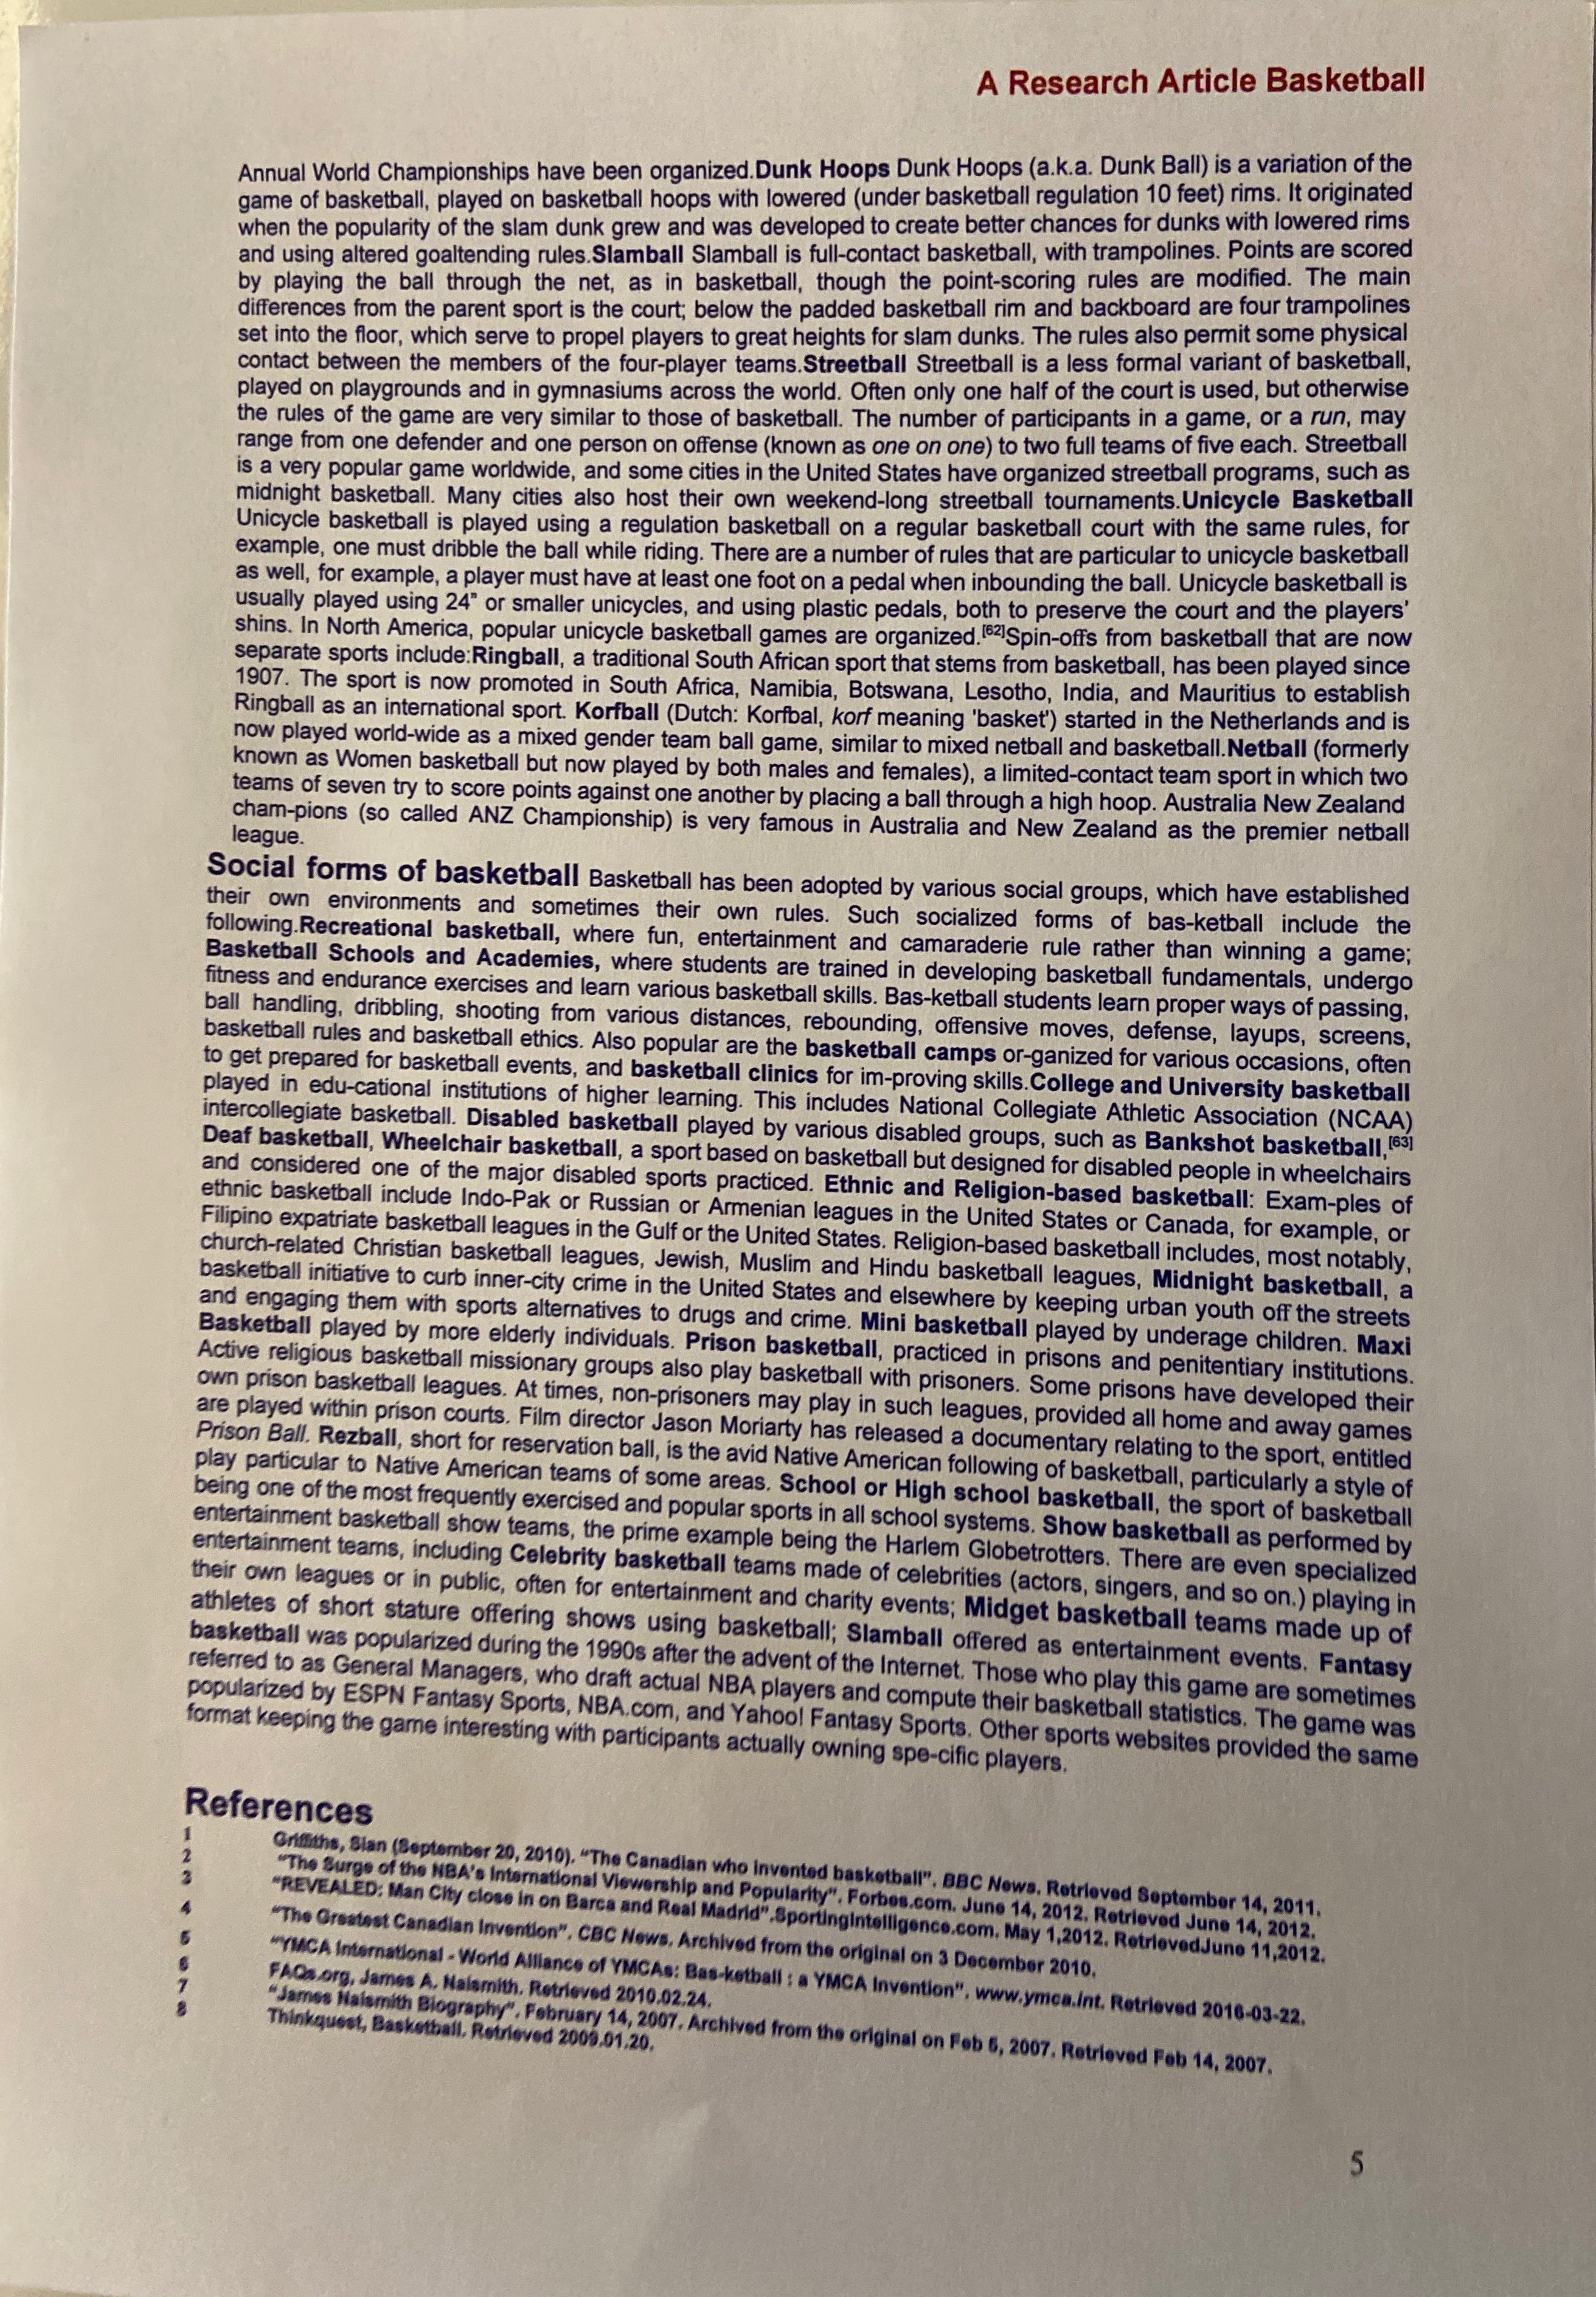 A Research Article Basketball
Annual World Championships have been organized.Dunk Hoops Dunk Hoops (a.k.a. Dunk Ball) is a variation of the
game of basketball, played on basketball hoops with lowered (under basketball regulation 10 feet) rims. It originated
when the popularity of the slam dunk grew and was developed to create better chances for dunks with lowered rims
and using altered goaltending rules.Slamball Slamball is full-contact basketball, with trampolines. Points are scored
by playing the ball through the net, as in basketball, though the point-scoring rules are modified. The main
differences from the parent sport is the court; below the padded basketball rim and backboard are four trampolines
set into the floor, which serve to propel players to great heights for slam dunks. The rules also permit some physical
contact between the members of the four-player teams.Streetball Streetball is a less formal variant of basketball,
played on playgrounds and in gymnasiums across the world. Often only one half of the court is used, but otherwise
the rules of the game are very similar to those of basketball. The number of participants in a game, or a run, may
range from one defender and one person on offense (known as one on one) to two full teams of five each. Streetball
is a very popular game worldwide, and some cities in the United States have organized streetball programs, such as
midnight basketball. Many cities also host their own weekend-long streetball tournaments.Unicycle Basketball
Unicycle basketball is played using a regulation basketball on a regular basketball court with the same rules, for
example, one must dribble the ball while riding. There are a number of rules that are particular to unicycle basketball
as well, for example, a player must have at least one foot on a pedal when inbounding the ball. Unicycle basketball is
usually played using 24" or smaller unicycles, and using plastic pedals, both to preserve the court and the players'
shins. In North America, popular unicycle basketball games are organized.[62]Spin-offs from basketball that are now
separate sports include:Ringball, a traditional South African sport that stems from basketball, has been played since
1907. The sport is now promoted in South Africa, Namibia, Botswana, Lesotho, India, and Mauritius to establish
Ringball as an international sport. Korfball (Dutch: Korfbal, korf meaning 'basket') started in the Netherlands and is
now played world-wide as a mixed gender team ball game, similar to mixed netball and basketball.Netball (formerly
known as Women basketball but now played by both males and females), a limited-contact team sport in which two
teams of seven try to score points against one another by placing a ball through a high hoop. Australia New Zealand
cham-pions (so called ANZ Championship) is very famous in Australia and New Zealand as the premier netball
league.
Social forms of basketball Basketball has been adopted by various social groups, which have established
their own environments and sometimes their own rules. Such socialized forms of bas-ketball include the
following.Recreational basketball, where fun, entertainment and camaraderie rule rather than winning a game;
Basketball Schools and Academies, where students are trained in developing basketball fundamentals, undergo
fitness and endurance exercises and learn various basketball skills. Bas-ketball students learn proper ways of passing,
ball handling, dribbling, shooting from various distances, rebounding, offensive moves, defense, layups, screens,
basketball rules and basketball ethics. Also popular are the basketball camps or-ganized for various occasions, often
to get prepared for basketball events, and basketball clinics for im-proving skills.College and University basketball
played in edu-cational institutions of higher learning. This includes National Collegiate Athletic Association (NCAA)
intercollegiate basketball. Disabled basketball played by various disabled groups, such as Bankshot basketball,[63]
Deaf basketball, Wheelchair basketball, a sport based on basketball but designed for disabled people in wheelchairs
and considered one of the major disabled sports practiced. Ethnic and Religion-based basketball: Exam-ples of
ethnic basketball include Indo-Pak or Russian or Armenian leagues in the United States or Canada, for example, or
Filipino expatriate basketball leagues in the Gulf or the United States. Religion-based basketball includes, most notably,
church-related Christian basketball leagues, Jewish, Muslim and Hindu basketball leagues, Midnight basketball, a
basketball initiative to curb inner-city crime in the United States and elsewhere by keeping urban youth off the streets
and engaging them with sports alternatives to drugs and crime. Mini basketball played by underage children. Maxi
Basketball played by more elderly individuals. Prison basketball, practiced in prisons and penitentiary institutions.
Active religious basketball missionary groups also play basketball with prisoners. Some prisons have developed their
own prison basketball leagues. At times, non-prisoners may play in such leagues, provided all home and away games
are played within prison courts. Film director Jason Moriarty has released a documentary relating to the sport, entitled
Prison Ball. Rezball, short for reservation ball, is the avid Native American following of basketball, particularly a style of
play particular to Native American teams of some areas. School or High school basketball, the sport of basketball
being one of the most frequently exercised and popular sports in all school systems. Show basketball as performed by
entertainment basketball show teams, the prime example being the Harlem Globetrotters. There are even specialized
entertainment teams, including Celebrity basketball teams made of celebrities (actors, singers, and so on.) playing in
their own leagues or in public, often for entertainment and charity events; Midget basketball teams made up of
athletes of short stature offering shows using basketball; Slamball offered as entertainment events. Fantasy
basketball was popularized during the 1990s after the advent of the Internet. Those who play this game are sometimes
referred to as General Managers, who draft actual NBA players and compute their basketball statistics. The game was
popularized by ESPN Fantasy Sports, NBA.com, and Yahoo! Fantasy Sports. Other sports websites provided the same
format keeping the game interesting with participants actually owning spe-cific players.
References
1 Griffiths, Sian (September 20, 2010). "The Canadian who invented basketball". BBC News. Retrieved September 14, 2011.
2 "The Surge of the NBA's International Viewership and Popularity". Forbes.com. June 14, 2012. Retrieved June 14, 2012.
3 "REVEALED: Man City close in on Barca and Real Madrid".SportingIntelligence.com. May 1,2012. RetrievedJune 11,2012.
4 "The Greatest Canadian Invention". CBC News. Archived from the original on 3 December 2010.
5 "YMCA International - World Alliance of YMCAs: Bas-ketball : a YMCA Invention". www.ymca.int. Retrieved 2016-03-22.
6 FAQs.org, James A. Naismith. Retrieved 2010.02.24.
7 "James Naismith Biography". February 14, 2007. Archived from the original on Feb 5, 2007. Retrieved Feb 14, 2007.
8 Thinkquest, Basketball. Retrieved 2009.01.20.
5